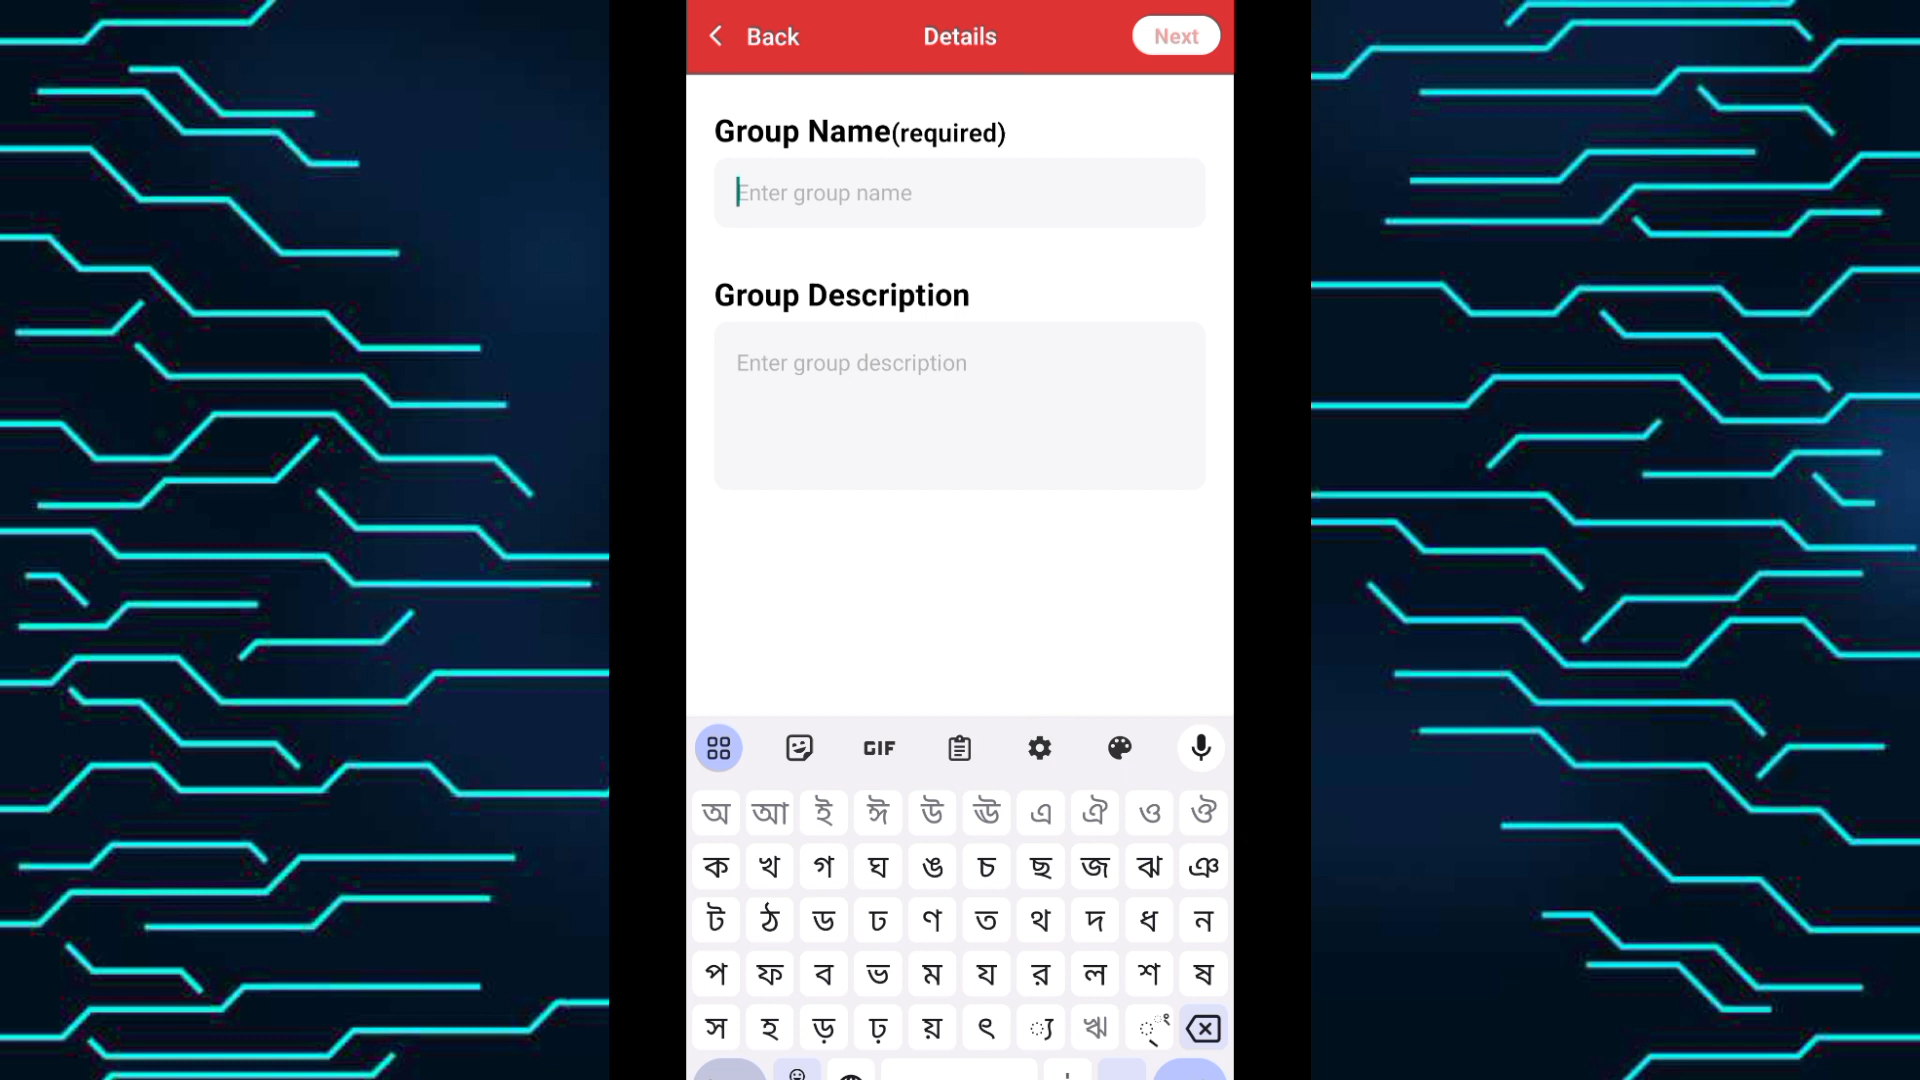 Back Details Next
Group Name(required)
Enter group name
Group Description
Enter group description
GIF
অ আ ই ঈ উ ঊ এ ঐ ও ঔ
ক খ গ ঘ ঙ চ ছ জ ঝ ঞ
ট ঠ ড ঢ ণ ত থ দ ধ ন
প ফ ব ভ ম য র ল শ ষ
স হ ড় ঢ় য় ৎ ্য ঋ ঁং